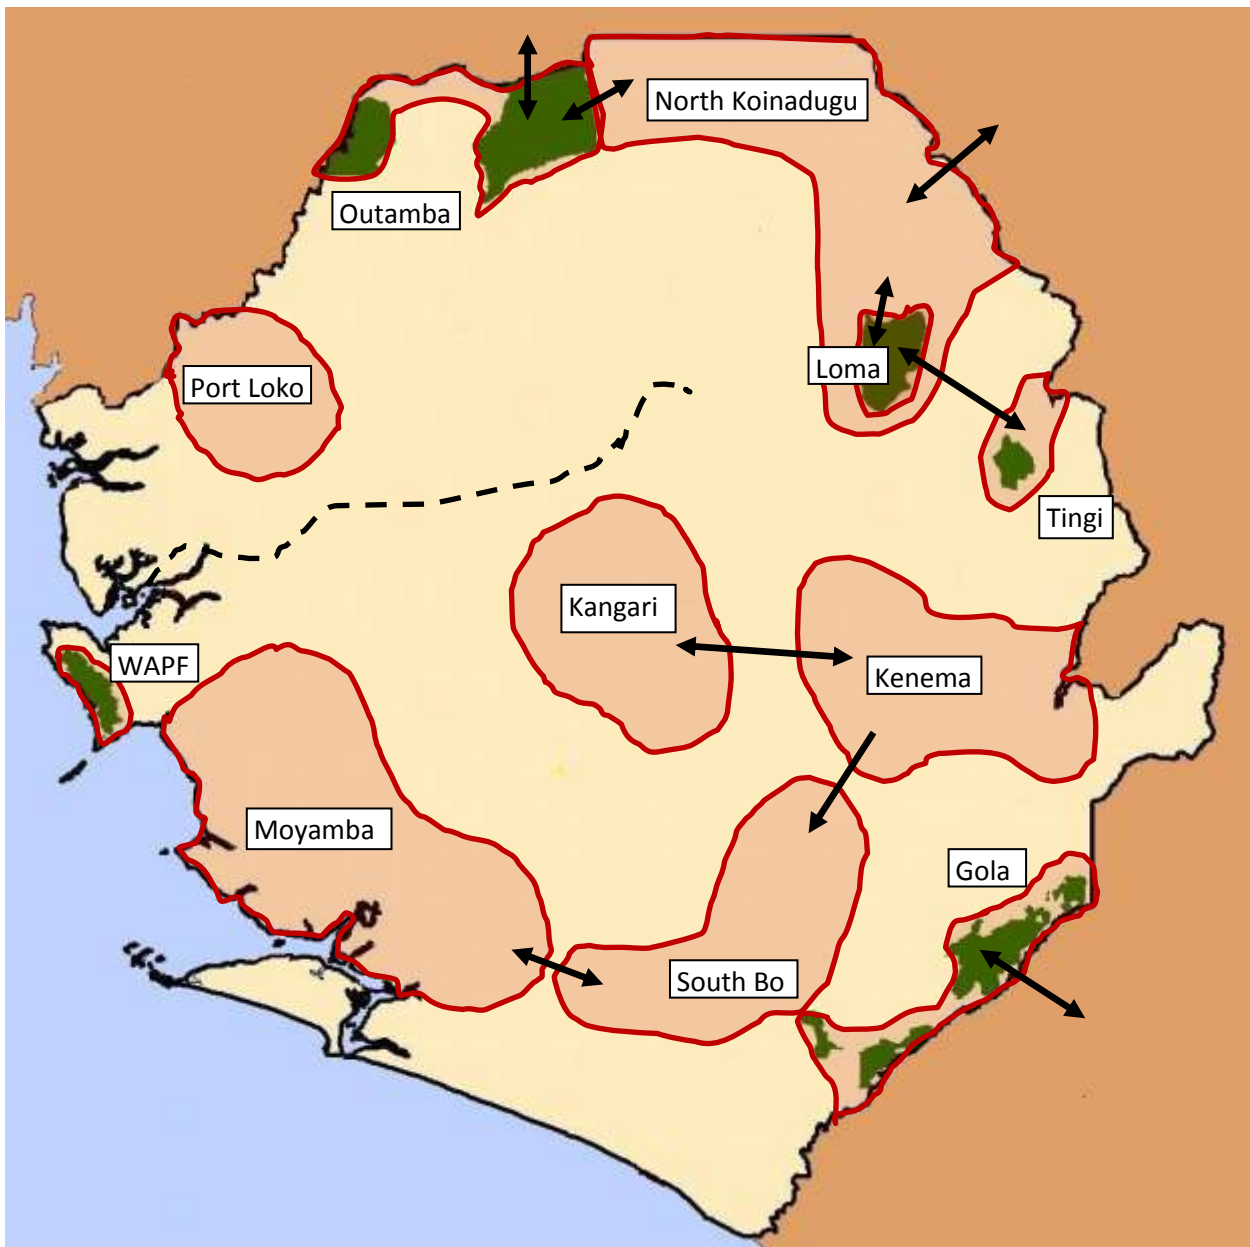 North Koinadugu
Outamba
Loma
Port Loko
Tingi
Kangari
WAPF
Kenema
Moyamba
Gola
South Bo